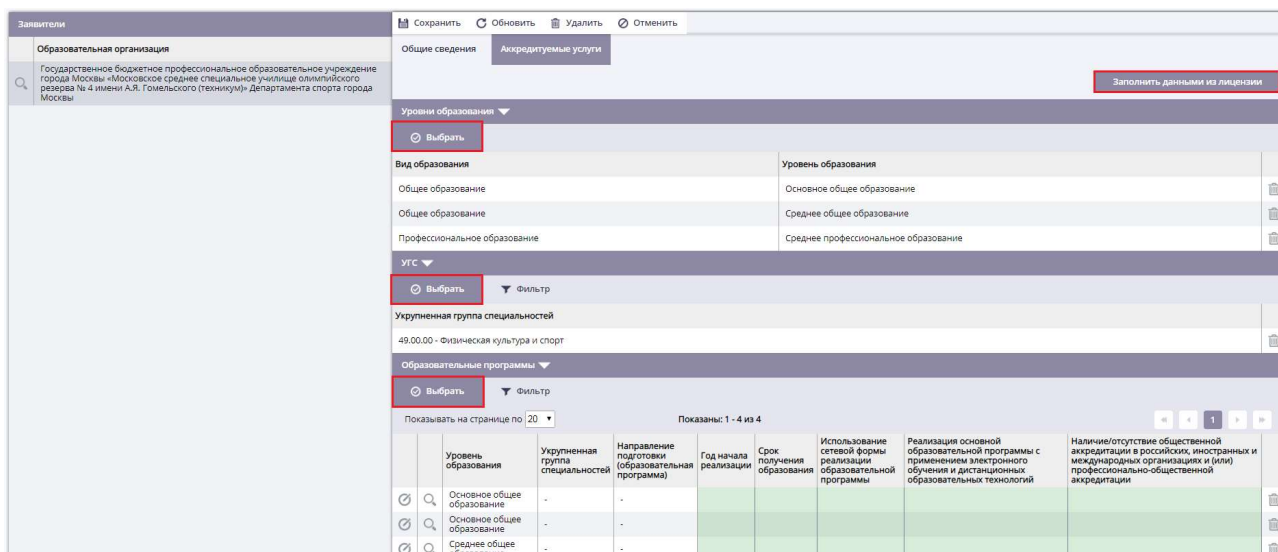 Заявители
Сохранить Обновить Удалить Отменить
Образовательная организация
Общие сведения Аккредитуемые услуги
Государственное бюджетное профессиональное образовательное учреждение
города Москвы «Московское среднее специальное училище олимпийского
резерва № 4 имени А.Я. Гомельского (техникум)» Департамента спорта города
Москвы
Заполнить данными из лицензии
Уровни образования
Выбрать
Вид образования Уровень образования
Общее образование Основное общее образование
Общее образование Среднее общее образование
Профессиональное образование Среднее профессиональное образование
УГС
Выбрать Фильтр
Укрупненная группа специальностей
49.00.00 - Физическая культура и спорт
Образовательные программы
Выбрать Фильтр
Показывать на странице по 20 Показаны: 1 - 4 из 4 1
Уровень
образования
Укрупненная
группа
специальностей
Направление
подготовки
(образовательная
программа)
Год начала
реализации
Срок
получения
образования
Использование
сетевой формы
реализации
образовательной
программы
Реализация основной
образовательной программы с
применением электронного
обучения и дистанционных
образовательных технологий
Наличие/отсутствие общественной
аккредитации в российских, иностранных и
международных организациях и (или)
профессионально-общественной
аккредитации
Основное общее
образование - -
Основное общее
образование - -
Среднее общее
- -